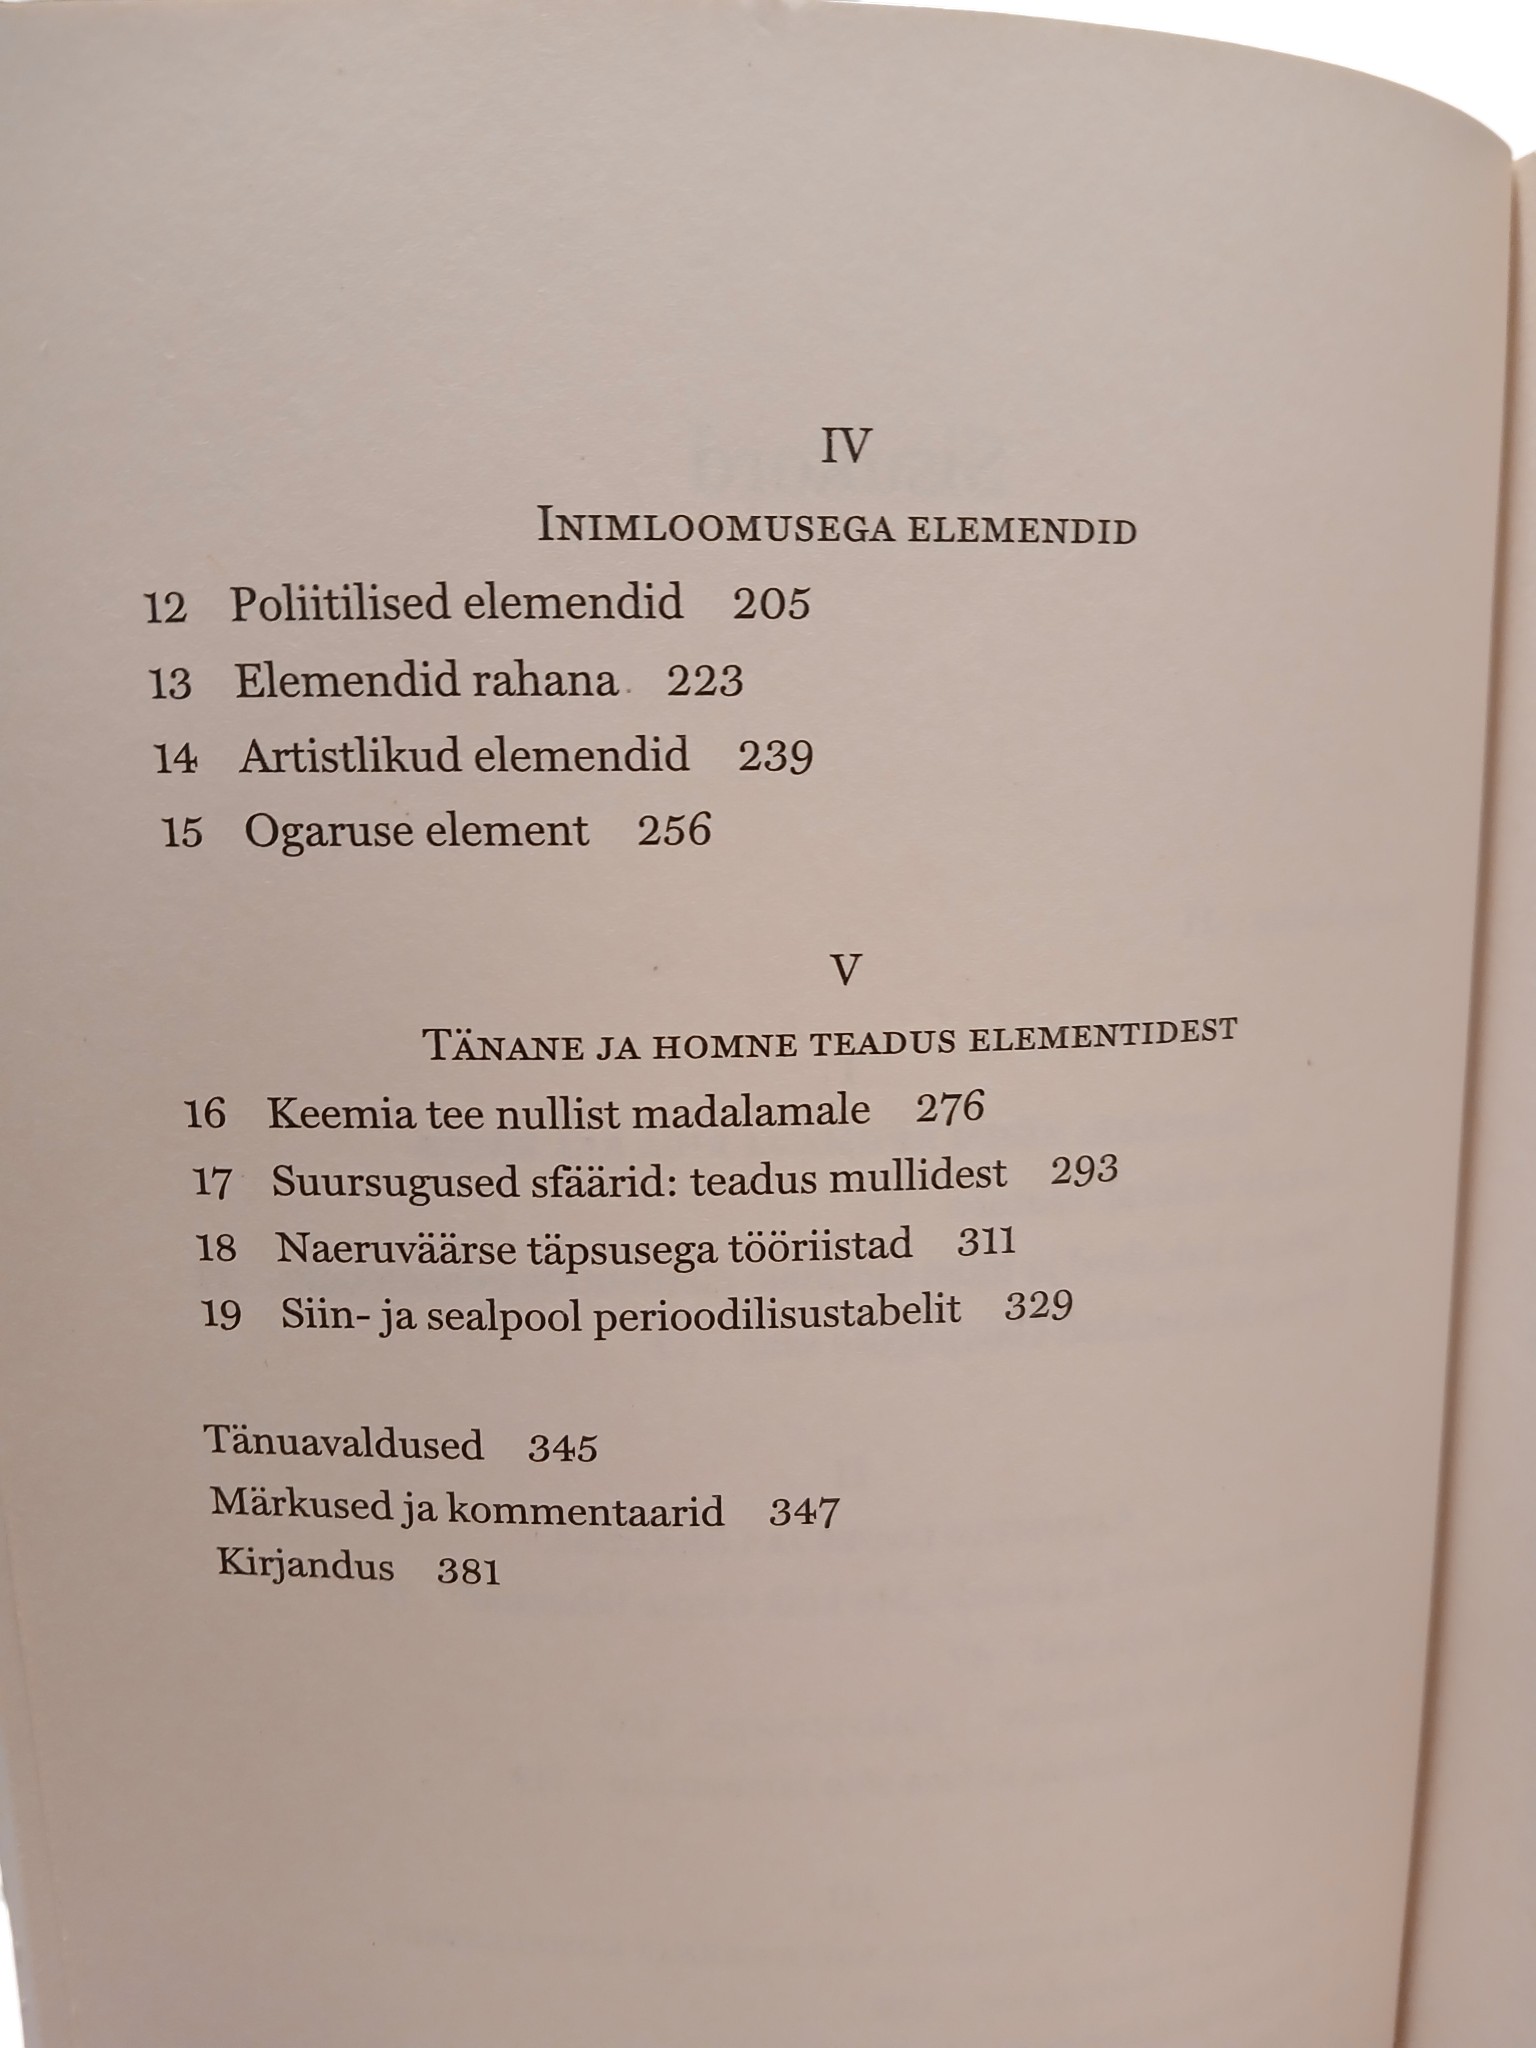 IV
Inimloomusega elemendid
12 Poliitilised elemendid 205
13 Elemendid rahana 223
14 Artistlikud elemendid 239
15 Ogaruse element 256
V
Tänane ja homne teadus elementidest
16 Keemia tee nullist madalamale 276
17 Suursugused sfäärid: teadus mullidest 293
18 Naeruväärse täpsusega tööriistad 311
19 Siin- ja sealpool perioodilisustabelit 329
Tänuavaldused 345
Märkused ja kommentaarid 347
Kirjandus 381